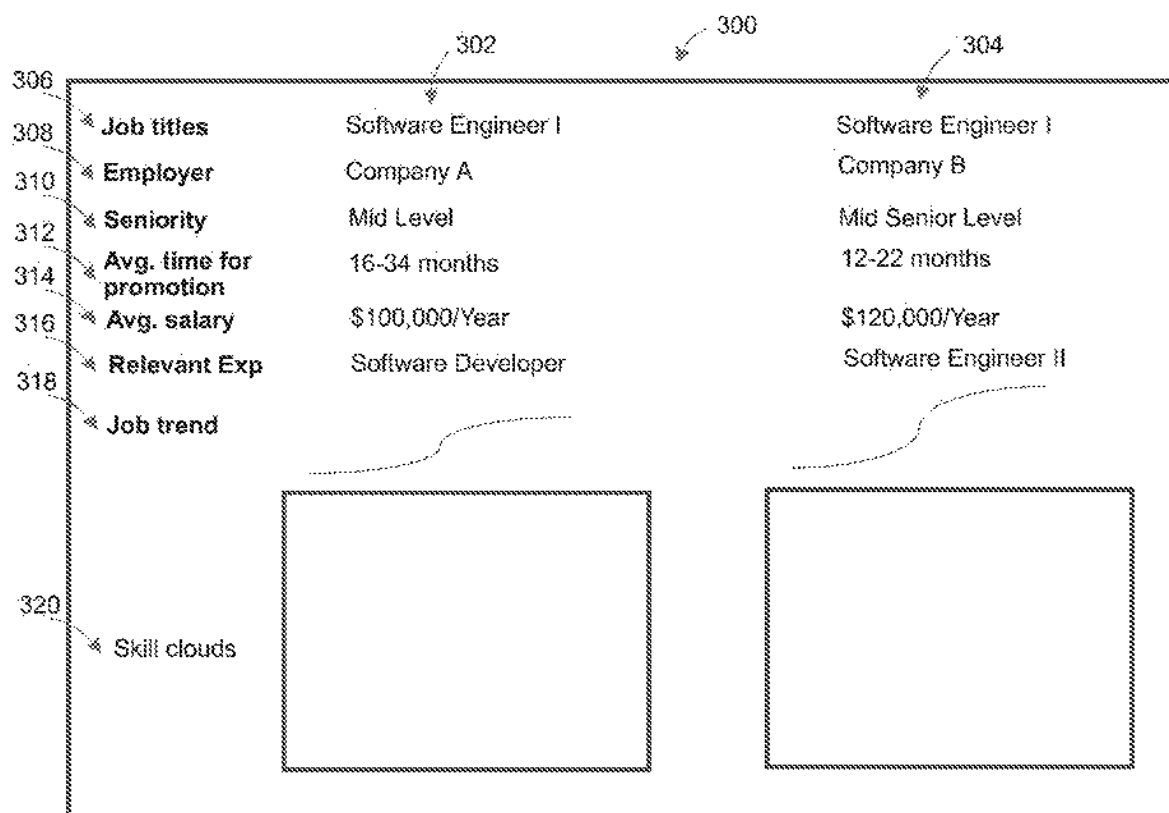 300
302
304
306
Job titles Software Engineer I Software Engineer I
308
Employer Company A Company B
310
Seniority Mid Level Mid Senior Level
312
Avg. time for 16-34 months 12-22 months
promotion
314
Avg. salary $100,000/Year $120,000/Year
316
Relevant Exp Software Developer Software Engineer II
318
Job trend
320
Skill clouds